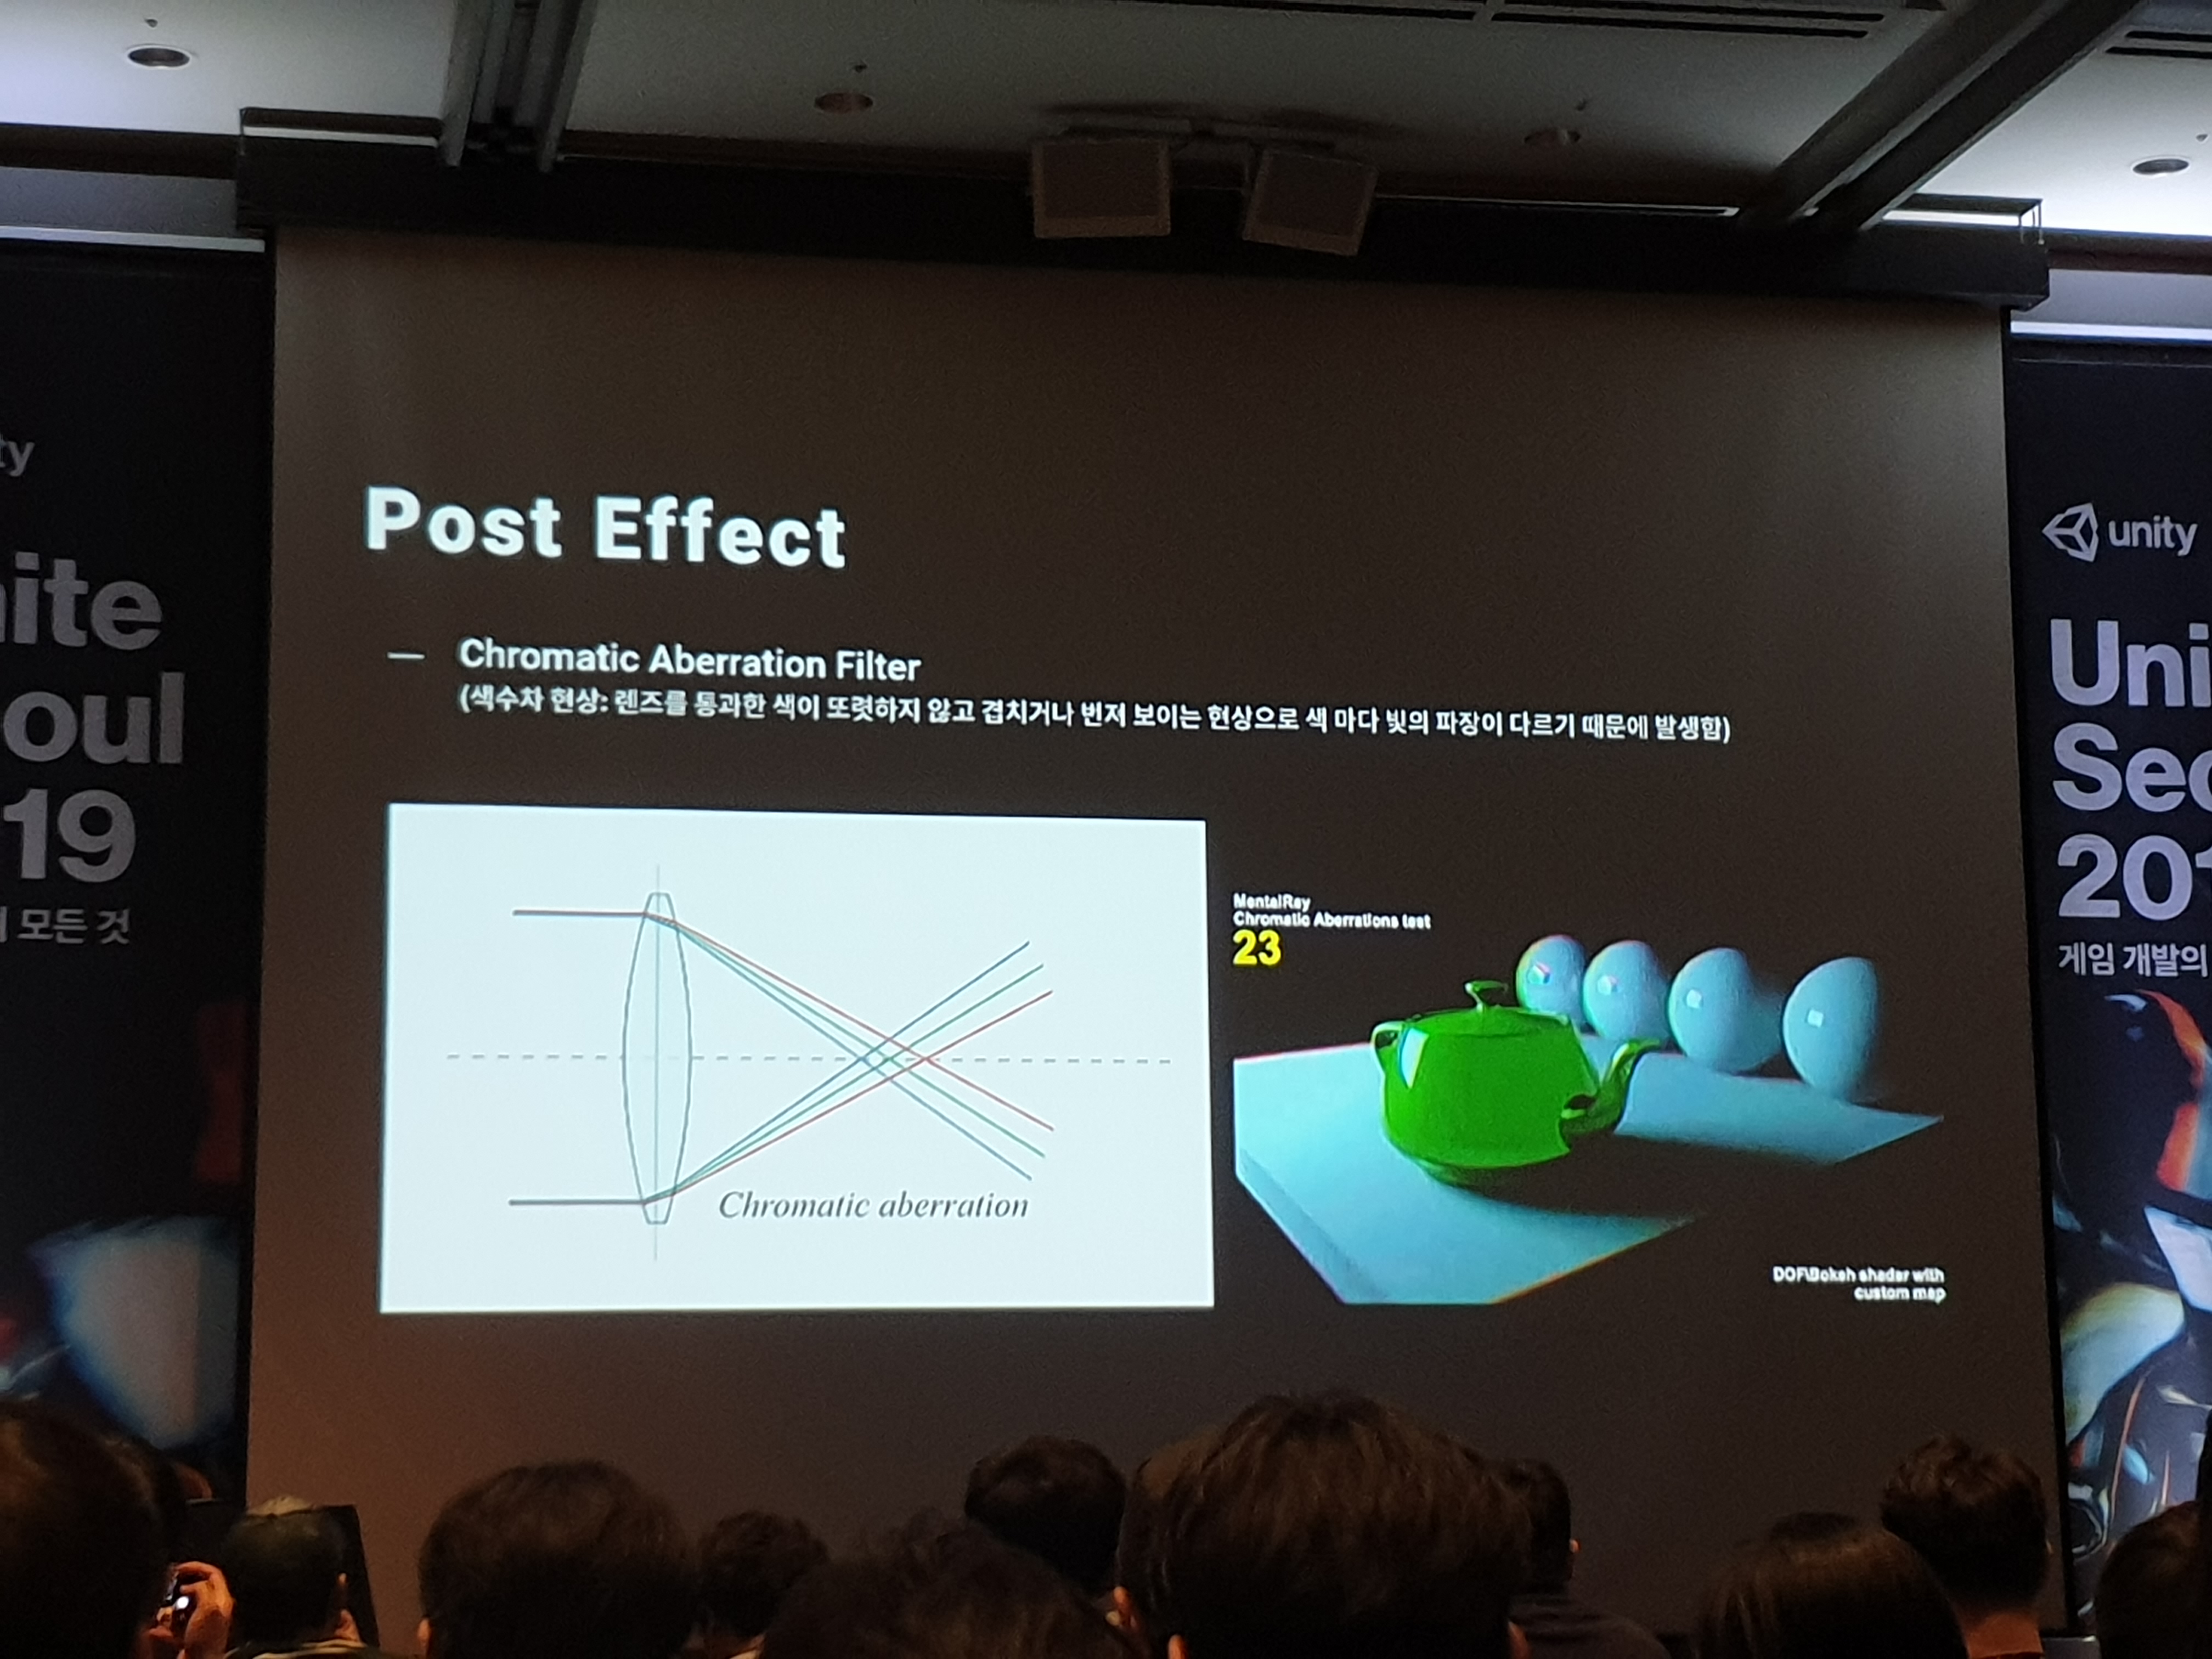 Post Effect
— Chromatic Aberration Filter
(색수차 현상: 렌즈를 통과한 색이 또렷하지 않고 겹치거나 번져 보이는 현상으로 색 마다 빛의 파장이 다르기 때문에 발생함)
Chromatic aberration
MentalRay
Chromatic Aberrations test
23
DOF\Bokeh shader with
custom map
ty
nite
oul
19
모든 것
unity
Uni
Seo
201
게임 개발의